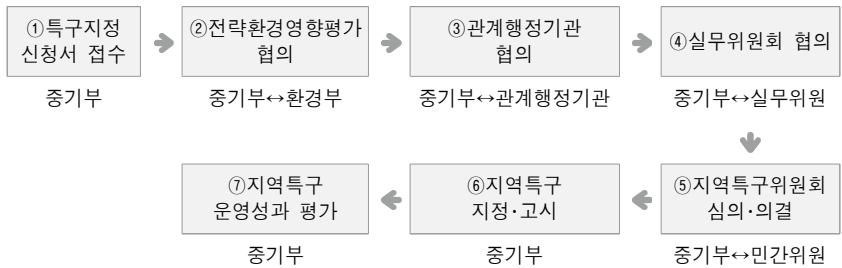 ①특구지정
신청서 접수
중기부
②전략환경영향평가
협의
중기부↔환경부
③관계행정기관
협의
중기부↔관계행정기관
④실무위원회 협의
중기부↔실무위원
⑤지역특구위원회
심의·의결
중기부↔민간위원
⑥지역특구
지정·고시
중기부
⑦지역특구
운영성과 평가
중기부